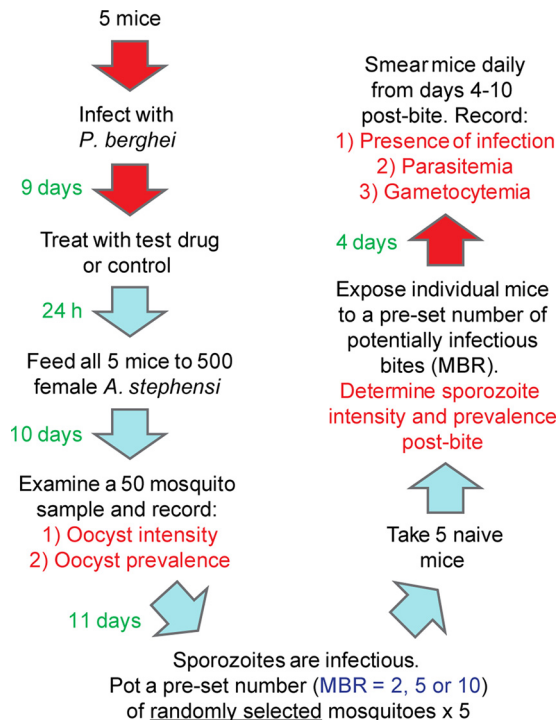 5 mice
Infect with
P. berghei
9 days
Treat with test drug
or control
24 h
Feed all 5 mice to 500
female A. stephensi
10 days
Examine a 50 mosquito
sample and record:
1) Oocyst intensity
2) Oocyst prevalence
11 days
Sporozoites are infectious.
Pot a pre-set number (MBR = 2, 5 or 10)
of randomly selected mosquitoes x 5
Take 5 naive
mice
Expose individual mice
to a pre-set number of
potentially infectious
bites (MBR).
Determine sporozoite
intensity and prevalence
post-bite
4 days
Smear mice daily
from days 4-10
post-bite. Record:
1) Presence of infection
2) Parasitemia
3) Gametocytemia